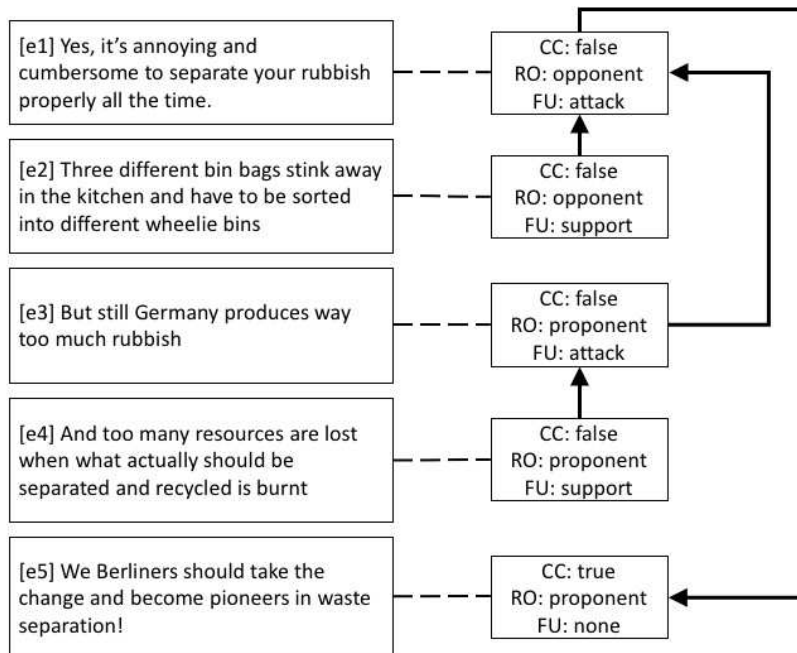 [e1] Yes, it's annoying and
cumbersome to separate your rubbish
properly all the time.
CC: false
RO: opponent
FU: attack
[e2] Three different bin bags stink away
in the kitchen and have to be sorted
into different wheelie bins
CC: false
RO: opponent
FU: support
[e3] But still Germany produces way
too much rubbish
CC: false
RO: proponent
FU: attack
[e4] And too many resources are lost
when what actually should be
separated and recycled is burnt
CC: false
RO: proponent
FU: support
[e5] We Berliners should take the
change and become pioneers in waste
separation!
CC: true
RO: proponent
FU: none